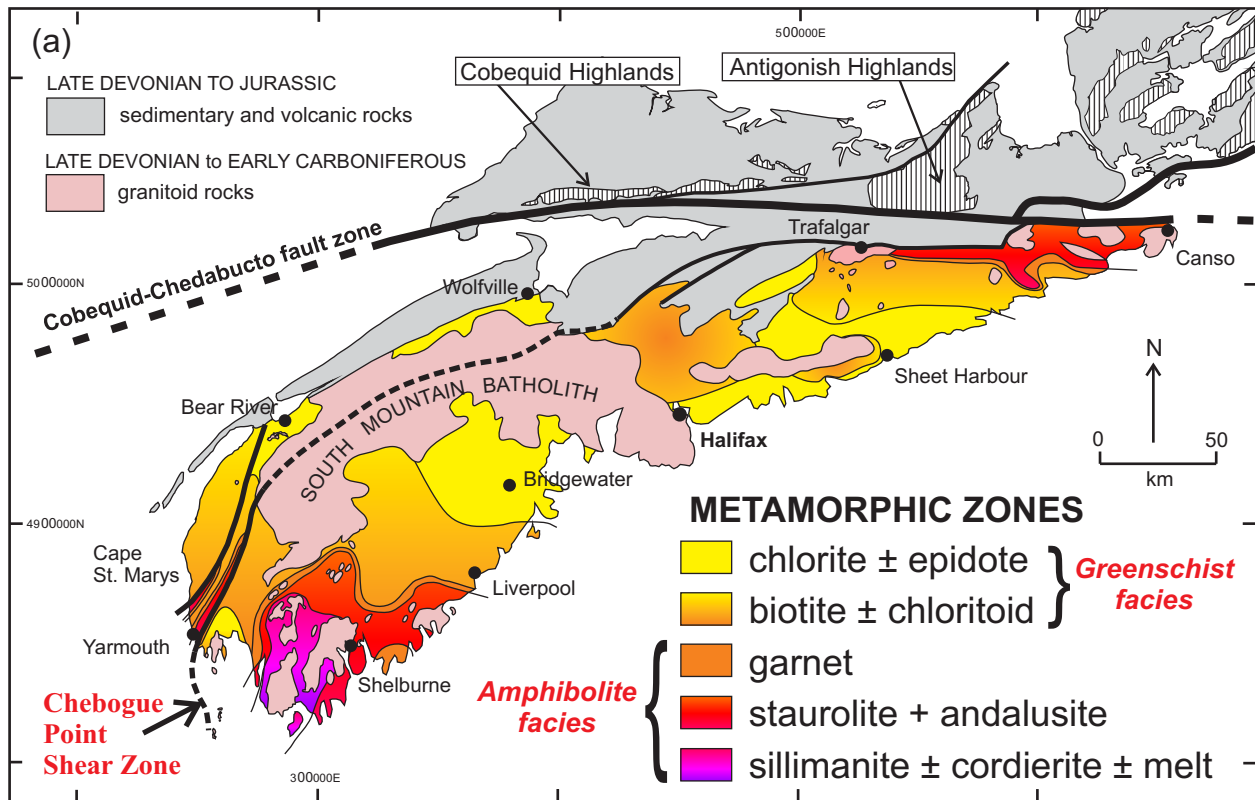 (a)
LATE DEVONIAN TO JURASSIC
sedimentary and volcanic rocks
LATE DEVONIAN to EARLY CARBONIFEROUS
granitoid rocks
500000E
Cobequid Highlands
Antigonish Highlands
Cobequid-Chedabucto fault zone
Trafalgar
Canso
5000000N
Wolfville
Sheet Harbour
N
0 50
km
Bear River
SOUTH MOUNTAIN BATHOLITH
Halifax
Bridgewater
4900000N
Cape
St. Marys
Liverpool
Yarmouth
Shelburne
Chebogue
Point
Shear Zone
300000E
METAMORPHIC ZONES
chlorite ± epidote
biotite ± chloritoid
Greenschist
facies
garnet
staurolite + andalusite
sillimanite ± cordierite ± melt
Amphibolite
facies